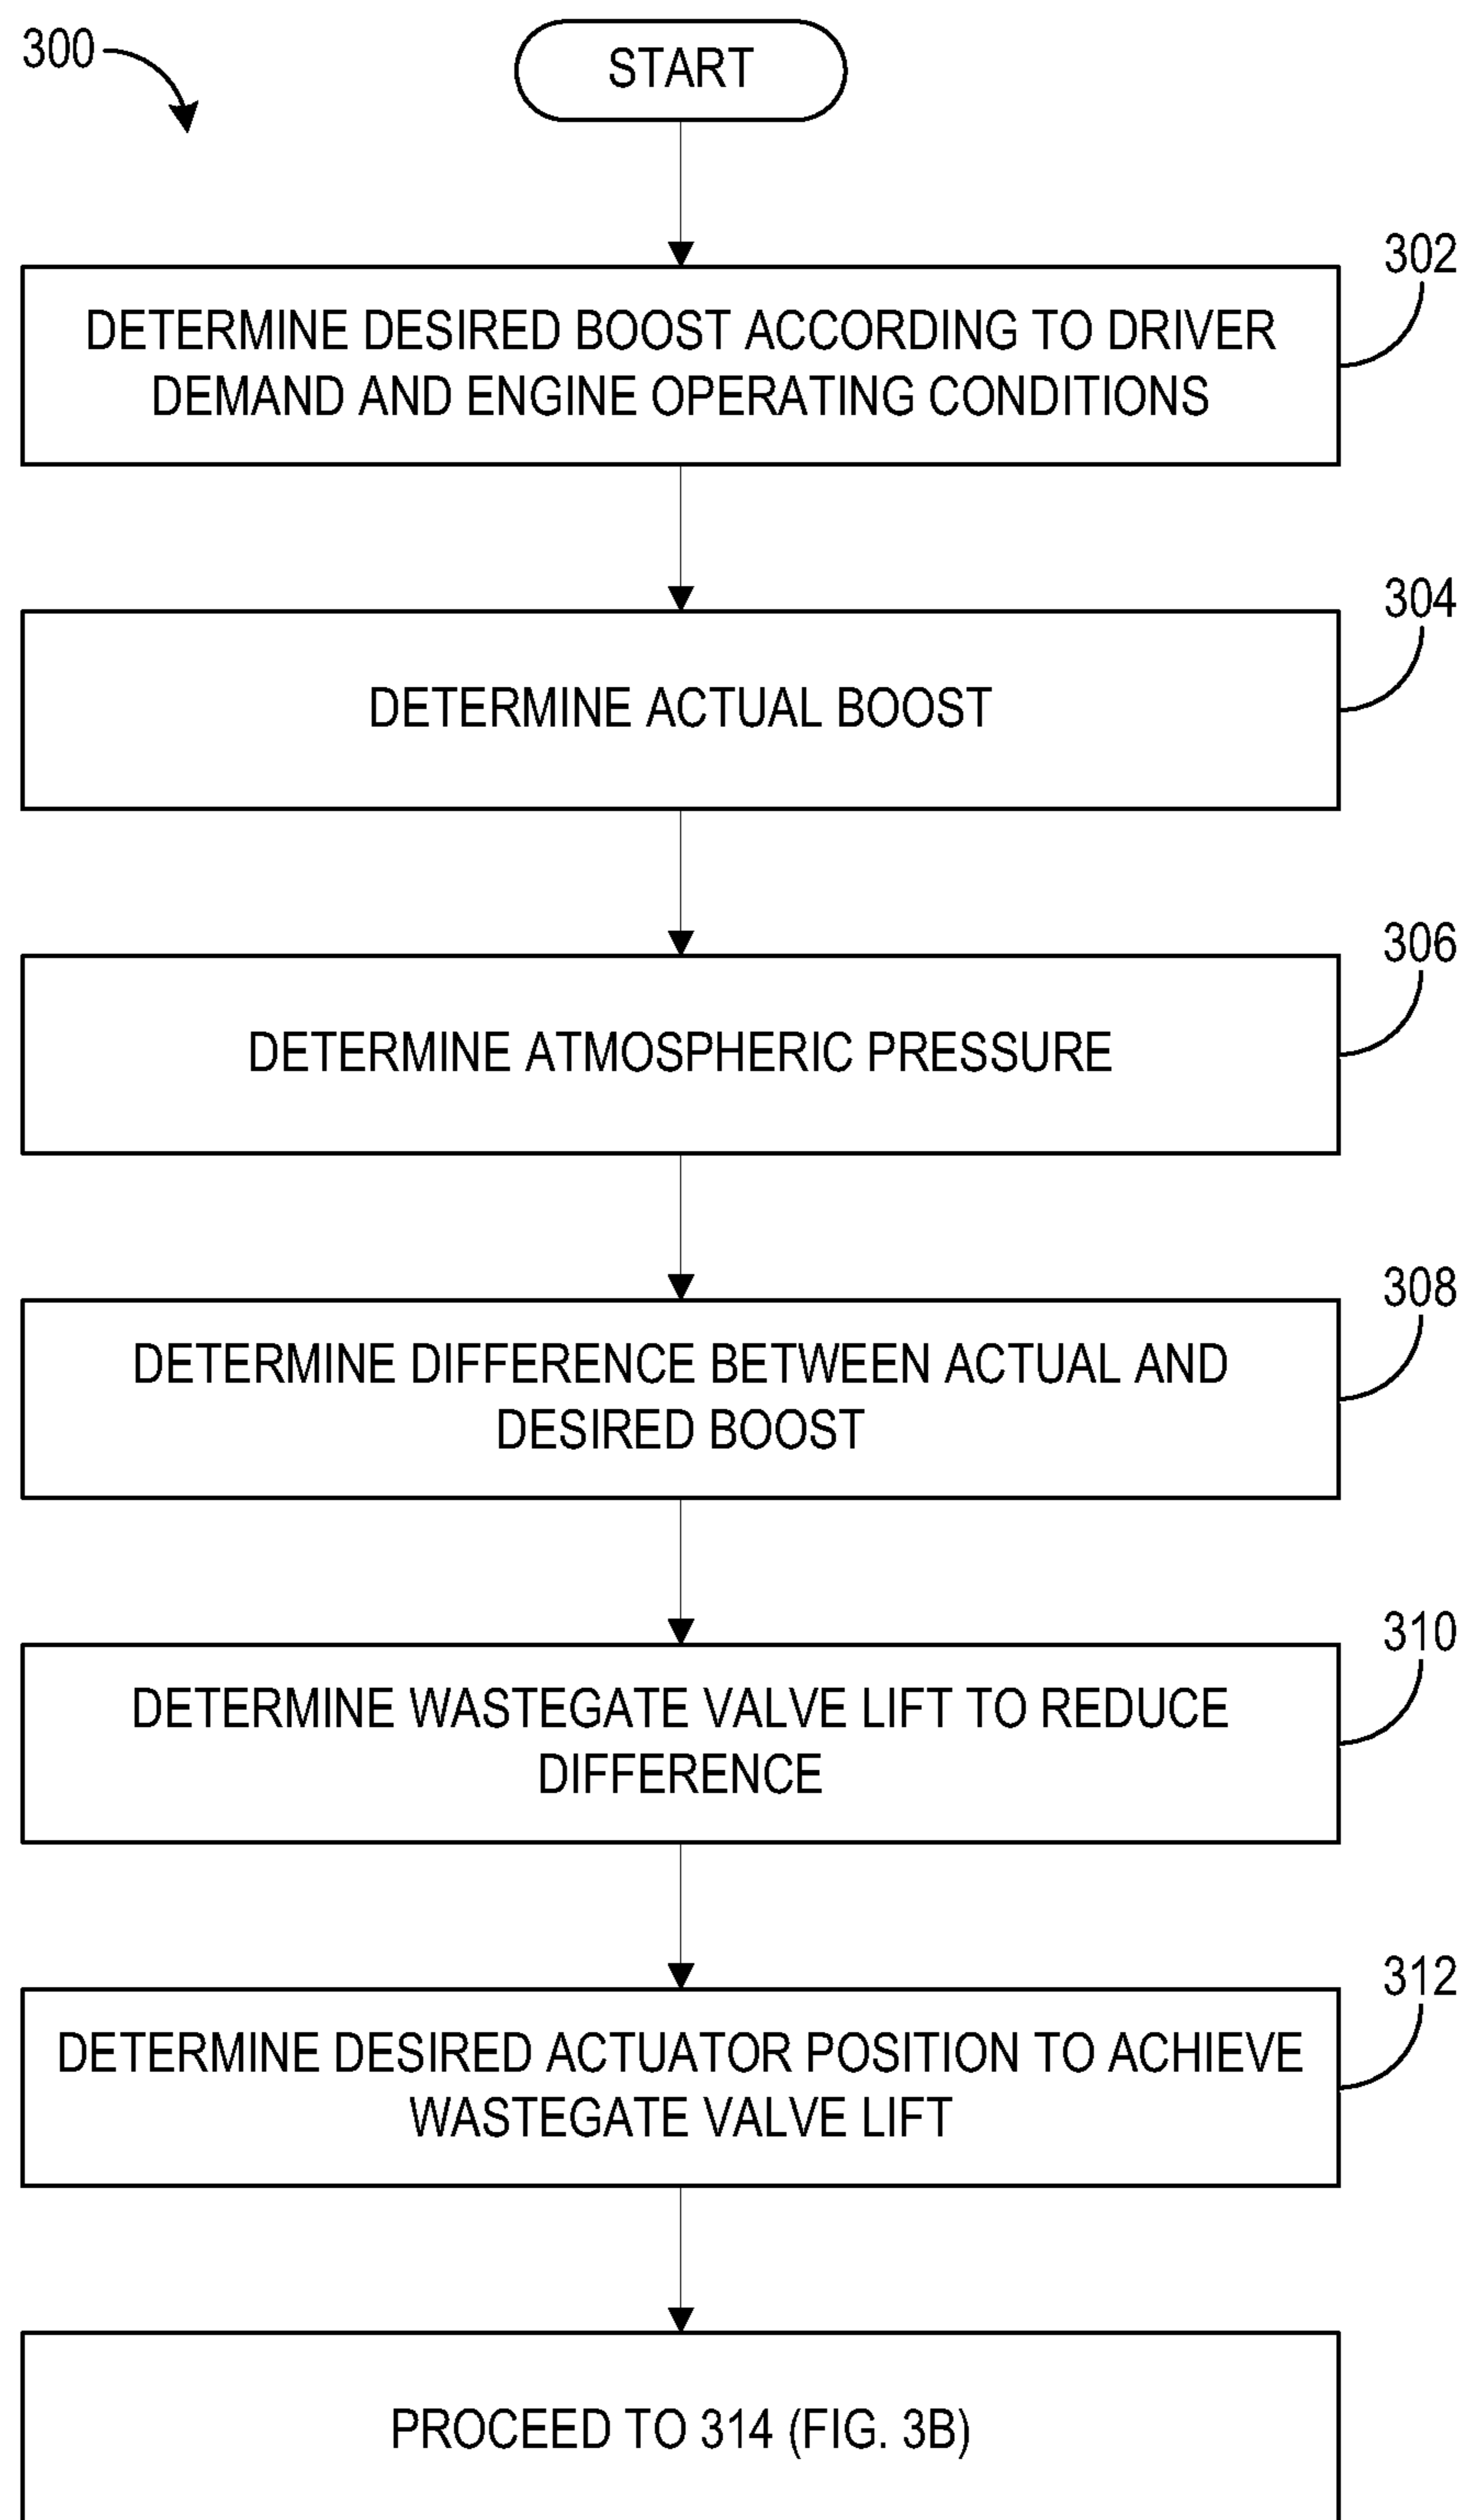 300
START
302
DETERMINE DESIRED BOOST ACCORDING TO DRIVER
DEMAND AND ENGINE OPERATING CONDITIONS
304
DETERMINE ACTUAL BOOST
306
DETERMINE ATMOSPHERIC PRESSURE
308
DETERMINE DIFFERENCE BETWEEN ACTUAL AND
DESIRED BOOST
310
DETERMINE WASTEGATE VALVE LIFT TO REDUCE
DIFFERENCE
312
DETERMINE DESIRED ACTUATOR POSITION TO ACHIEVE
WASTEGATE VALVE LIFT
PROCEED TO 314 (FIG. 3B)